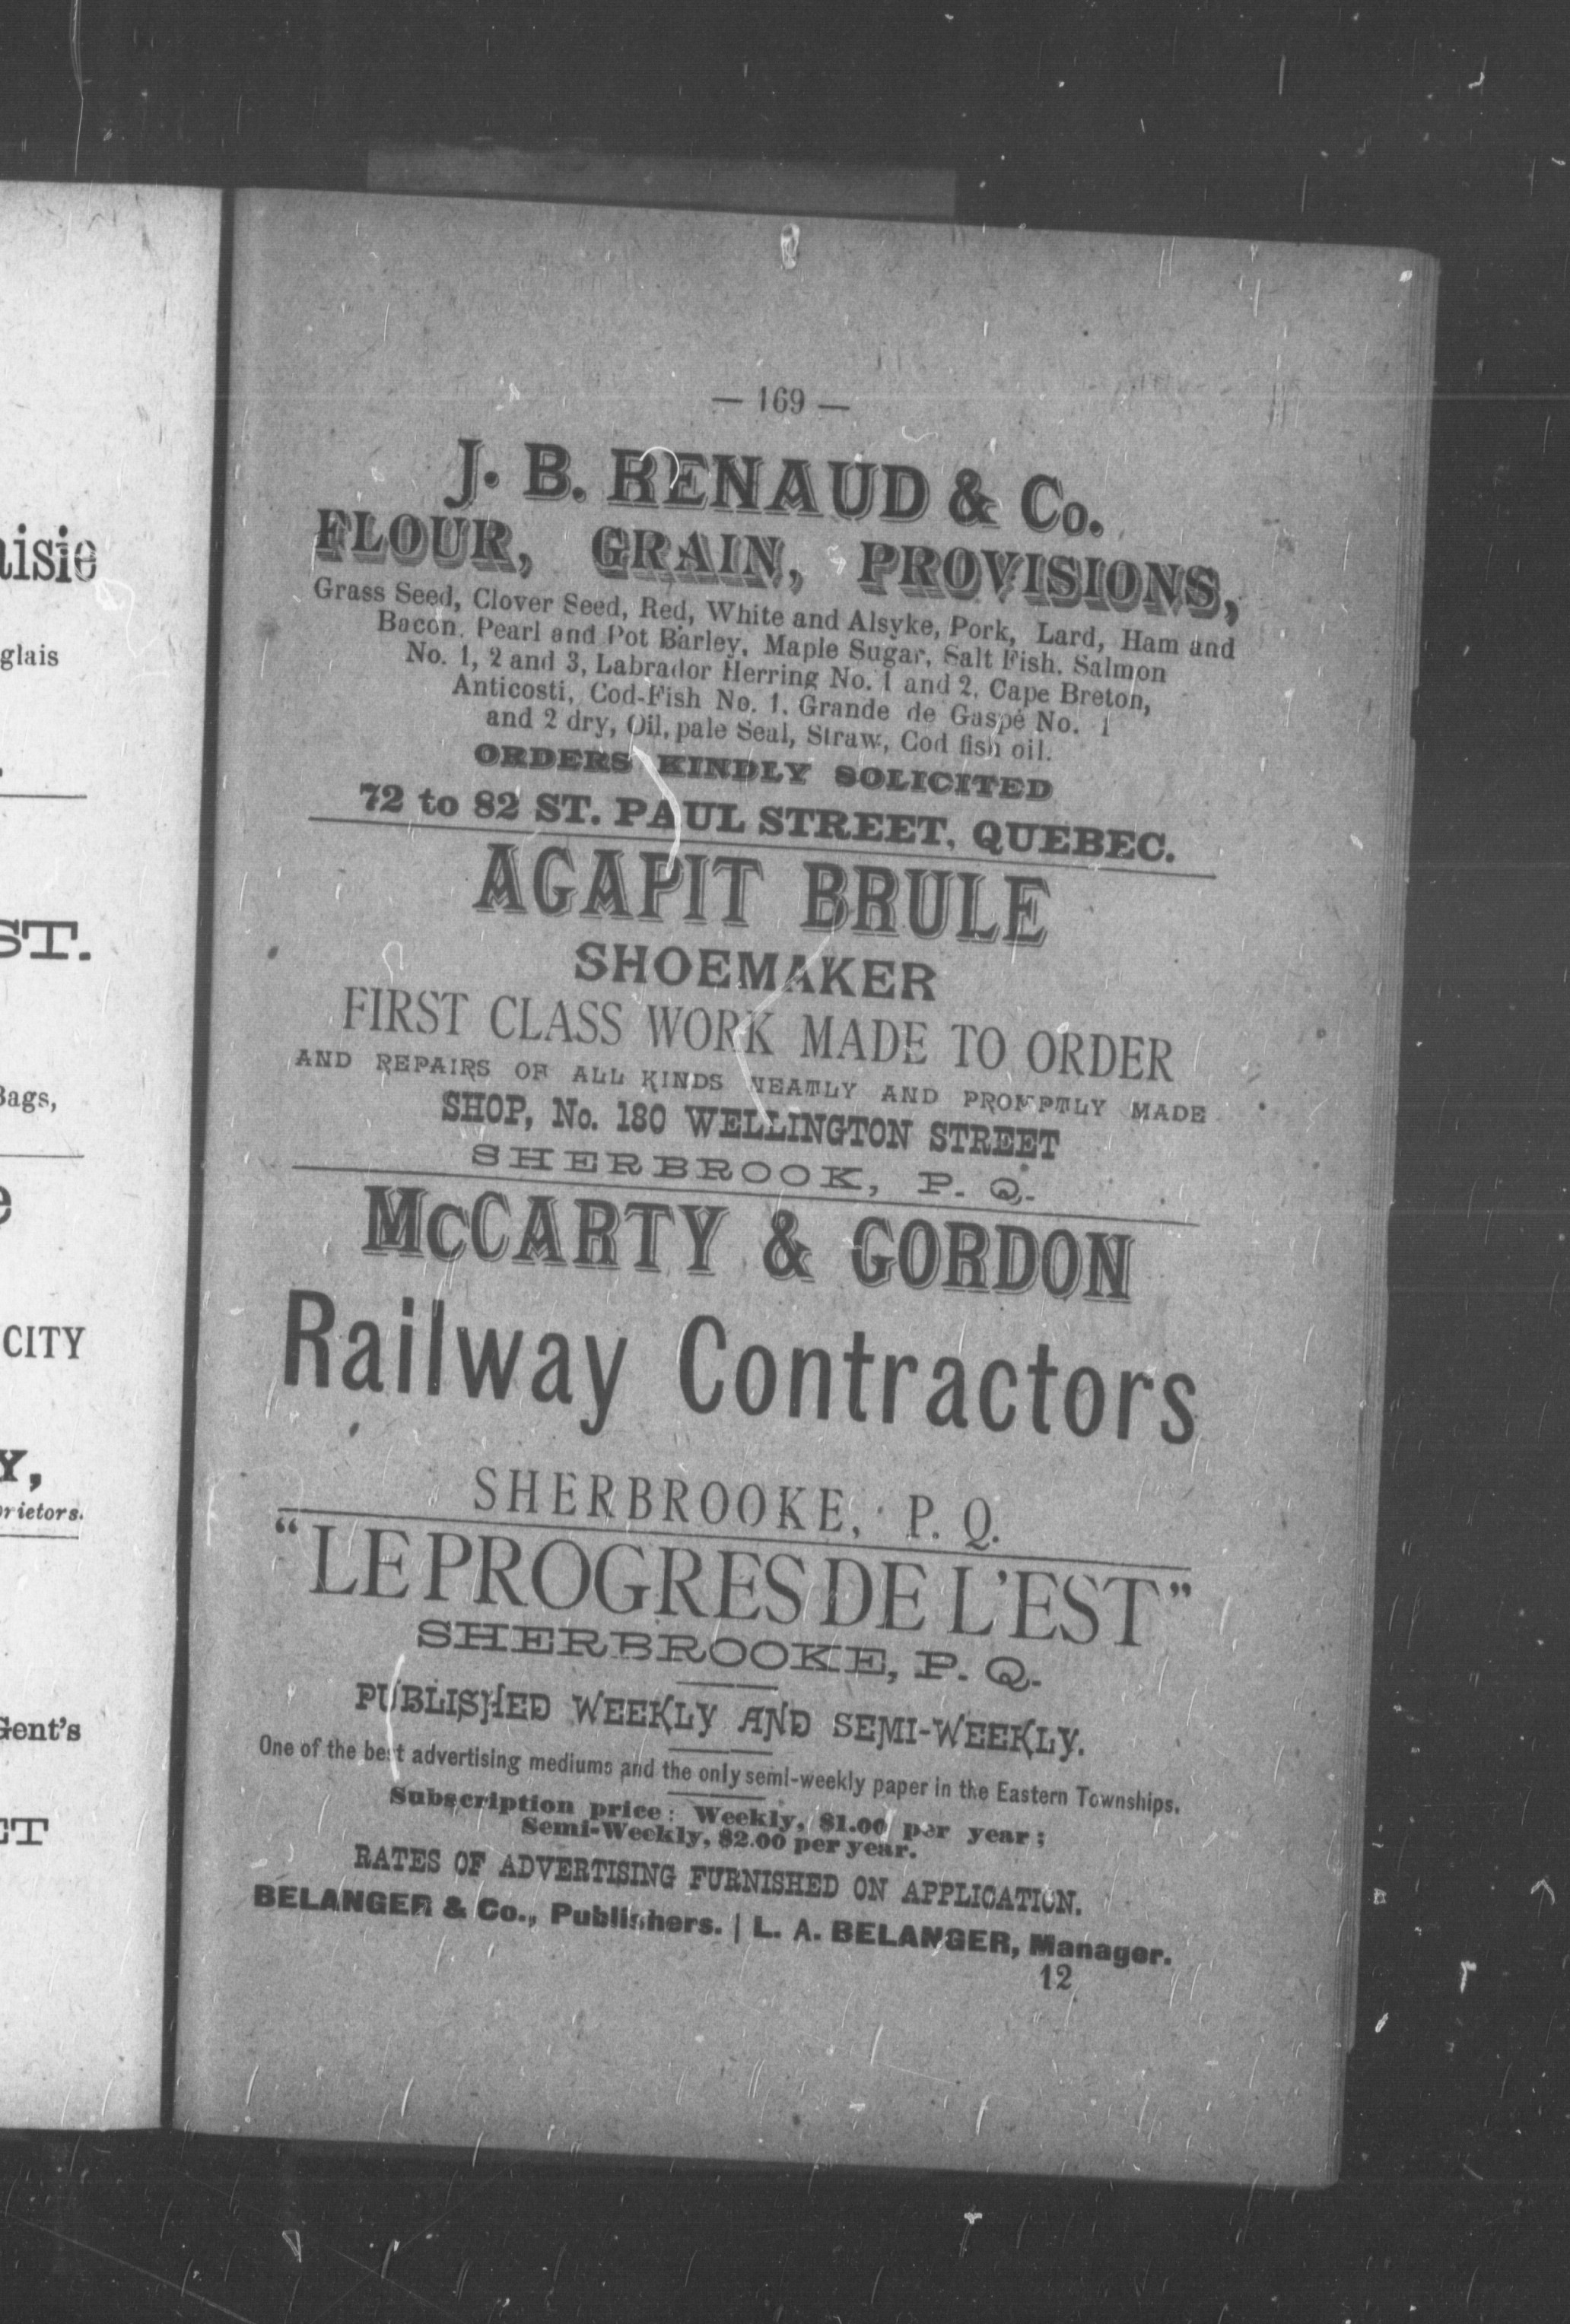 aisie
glais
ST.
Bags,
CITY
Y,
rietors.
Gent's
ET
— 169 —
J. B. RENAUD & Co.
FLOUR, GRAIN, PROVISIONS,
Grass Seed, Clover Seed, Red, White and Alsyke, Pork, Lard, Ham and
Bacon, Pearl and Pot Barley, Maple Sugar, Salt Fish, Salmon
No. 1, 2 and 3, Labrador Herring No. 1 and 2, Cape Breton,
Anticosti, Cod-Fish No. 1, Grande de Gaspé No. 1
and 2 dry, Oil, pale Seal, Straw, Cod fish oil.
ORDERS KINDLY SOLICITED
72 to 82 ST. PAUL STREET, QUEBEC.
AGAPIT BRULE
SHOEMAKER
FIRST CLASS WORK MADE TO ORDER
AND REPAIRS OF ALL KINDS NEATLY AND PROMPTLY MADE
SHOP, No. 180 WELLINGTON STREET
SHERBROOK, P. Q.
McCARTY & GORDON
Railway Contractors
SHERBROOKE, P. Q.
“LE PROGRES DE L'EST”
SHERBROOKE, P. Q.
PUBLISHED WEEKLY AND SEMI-WEEKLY.
One of the best advertising mediums and the only semi-weekly paper in the Eastern Townships.
Subscription price: Weekly, $1.00 per year;
Semi-Weekly, $2.00 per year.
RATES OF ADVERTISING FURNISHED ON APPLICATION.
BELANGER & Co., Publishers. | L. A. BELANGER, Manager.
12